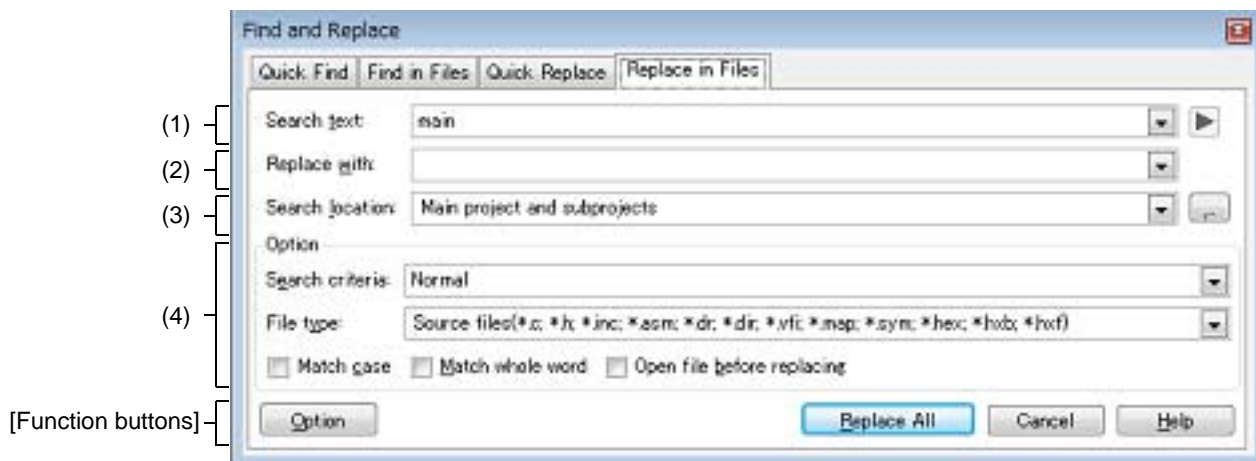 Find and Replace
Quick Find Find in Files Quick Replace Replace in Files
(1) Search text: main
(2) Replace with:
(3) Search location: Main project and subprojects
Option
Search criteria: Normal
(4) File type: Source files(*.c; *.h; *.inc; *.asm; *.dr; *.dir; *.vfi; *.map; *.sym; *.hex; *.hxb; *.hxf)
Match case Match whole word Open file before replacing
[Function buttons] Option Replace All Cancel Help